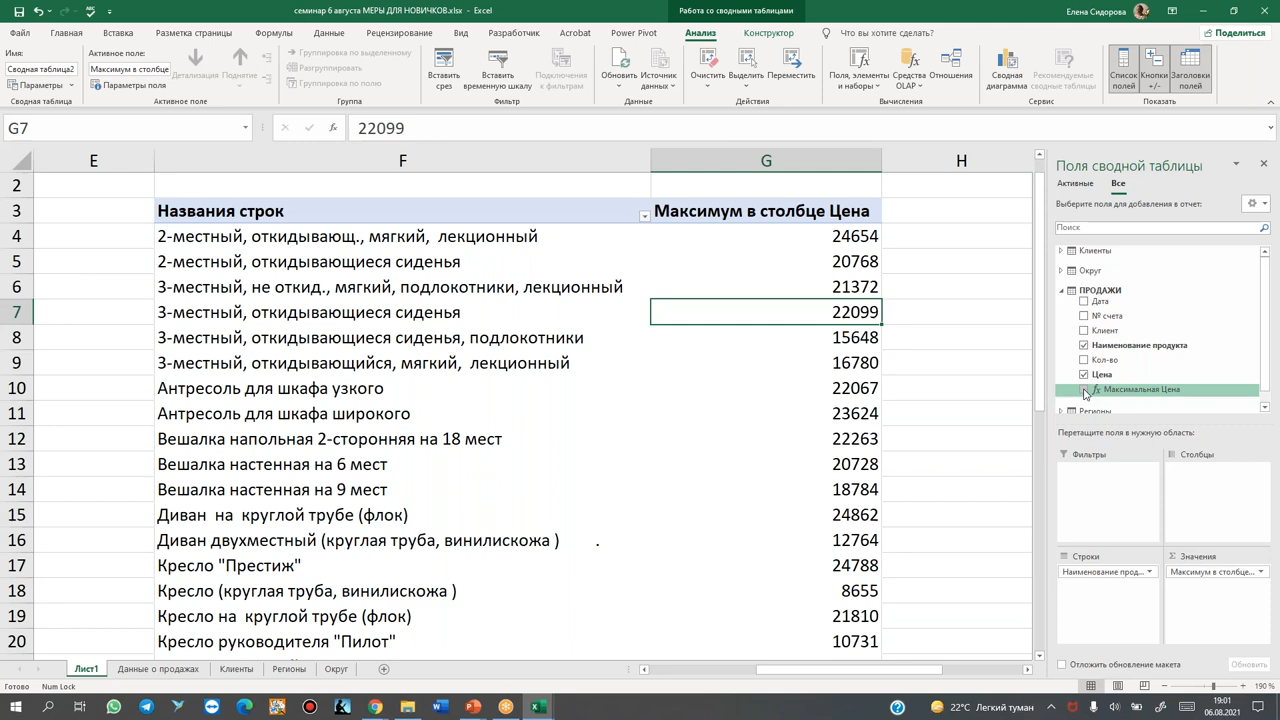 семинар 6 августа МЕРЫ ДЛЯ НОВИЧКОВ.xlsx - Excel
Работа со сводными таблицами
Елена Сидорова
Файл Главная Вставка Разметка страницы Формулы Данные Рецензирование Вид Разработчик Acrobat Power Pivot Анализ Конструктор Что вы хотите сделать? Поделиться
Имя:
Сводная таблица2
Параметры
Сводная таблица
Активное поле:
Максимум в столбце
Параметры поля
Детализация
Поднятие
Активное поле
Группировка по выделенному
Разгруппировать
Группировка по полю
Группа
Вставить срез
Вставить временную шкалу
Подключения к фильтрам
Фильтр
Обновить
Источник данных
Данные
Очистить
Выделить
Переместить
Действия
Поля, элементы и наборы
Средства OLAP
Отношения
Вычисления
Сводная диаграмма
Рекомендуемые сводные таблицы
Сервис
Список полей
Кнопки +/-
Заголовки полей
Показать
G7 fx 22099
E F G H
2
3 Названия строк Максимум в столбце Цена
4 2-местный, откидывающ., мягкий, лекционный 24654
5 2-местный, откидывающиеся сиденья 20768
6 3-местный, не откид., мягкий, подлокотники, лекционный 21372
7 3-местный, откидывающиеся сиденья 22099
8 3-местный, откидывающиеся сиденья, подлокотники 15648
9 3-местный, откидывающийся, мягкий, лекционный 16780
10 Антресоль для шкафа узкого 22067
11 Антресоль для шкафа широкого 23624
12 Вешалка напольная 2-сторонняя на 18 мест 22263
13 Вешалка настенная на 6 мест 20728
14 Вешалка настенная на 9 мест 18784
15 Диван на круглой трубе (флок) 24862
16 Диван двухместный (круглая труба, винилискожа ) . 12764
17 Кресло "Престиж" 24788
18 Кресло (круглая труба, винилискожа ) 8655
19 Кресло на круглой трубе (флок) 21810
20 Кресло руководителя "Пилот" 10731
Поля сводной таблицы
Активные Все
Выберите поля для добавления в отчет:
Поиск
Клиенты
Округ
ПРОДАЖИ
Дата
№ счета
Клиент
Наименование продукта
Кол-во
Цена
fx Максимальная Цена
Регионы
Перетащите поля в нужную область:
Фильтры
Столбцы
Строки
Σ Значения
Наименование прод...
Максимум в столбце...
Отложить обновление макета
Обновить
Лист1 Данные о продажах Клиенты Регионы Округ
Готово Num Lock
190 %
22°C Легкий туман
19:01
06.08.2021